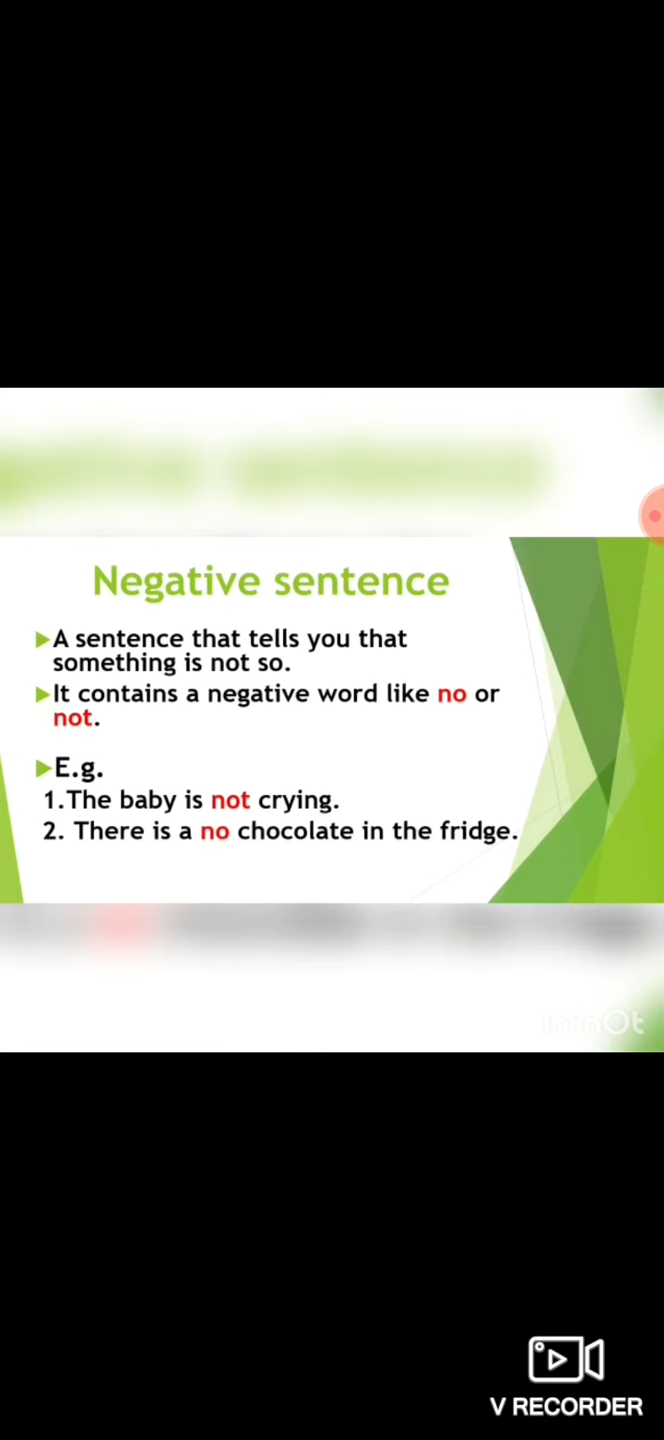 Negative sentence
A sentence that tells you that
something is not so.
It contains a negative word like no or
not.
E.g.
1.The baby is not crying.
2. There is a no chocolate in the fridge.
InShOt
V RECORDER